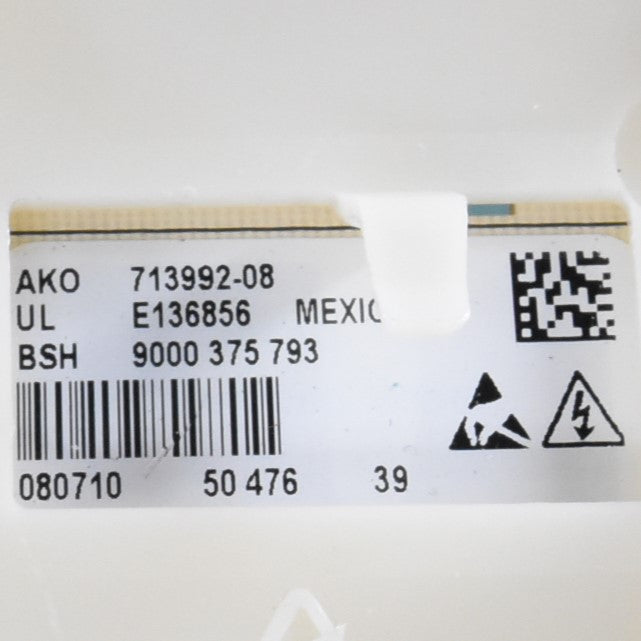 AKO 713992-08
UL E136856 MEXIC
BSH 9000 375 793
080710 50 476 39